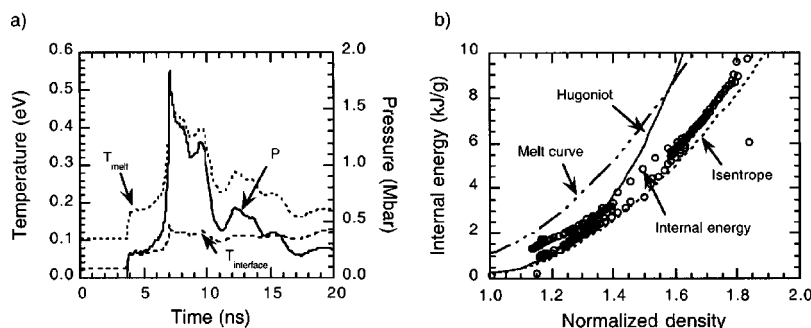 a)
0.6
0.5
0.4
0.3
0.2
0.1
0.0
Temperature (eV)
T melt
P
T interface
2.0
1.5
1.0
0.5
0.0
Pressure (Mbar)
0
5
10
15
20
Time (ns)
b)
10
8
6
4
2
0
Internal energy (kJ/g)
Hugoniot
Melt curve
Isentrope
Internal energy
1.0
1.2
1.4
1.6
1.8
2.0
Normalized density